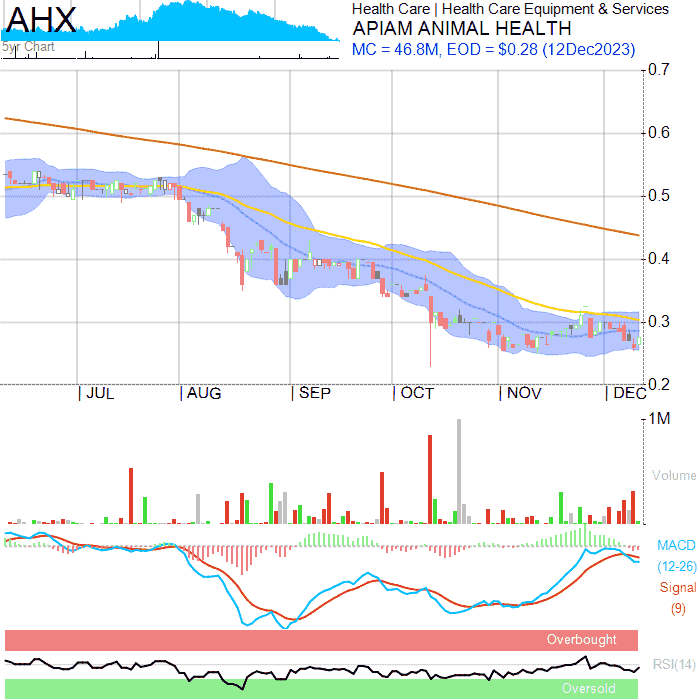 AHX
Health Care | Health Care Equipment & Services
APIAM ANIMAL HEALTH
5yr Chart
MC = 46.8M, EOD = $0.28 (12Dec2023)
0.7
0.6
0.5
0.4
0.3
0.2
| JUL | AUG | SEP | OCT | NOV | DEC
1M
Volume
MACD
(12-26)
Signal
(9)
Overbought
RSI(14)
Oversold